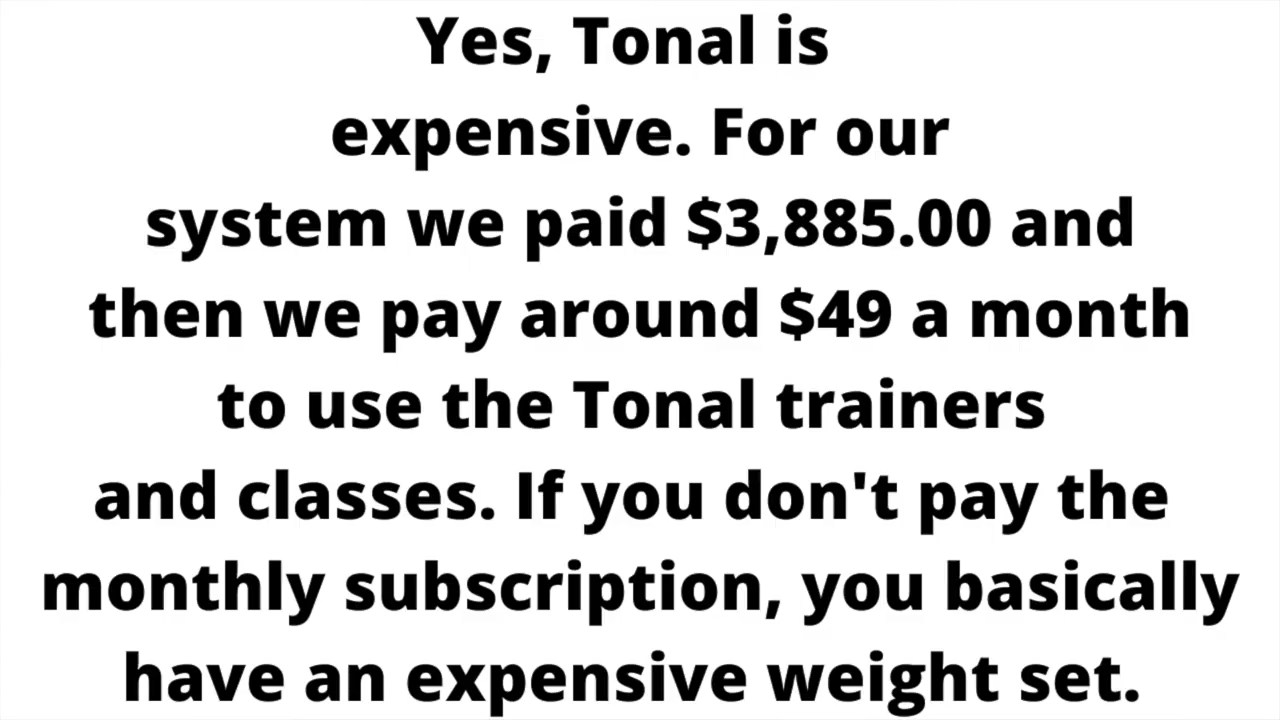 Yes, Tonal is
expensive. For our
system we paid $3,885.00 and
then we pay around $49 a month
to use the Tonal trainers
and classes. If you don't pay the
monthly subscription, you basically
have an expensive weight set.